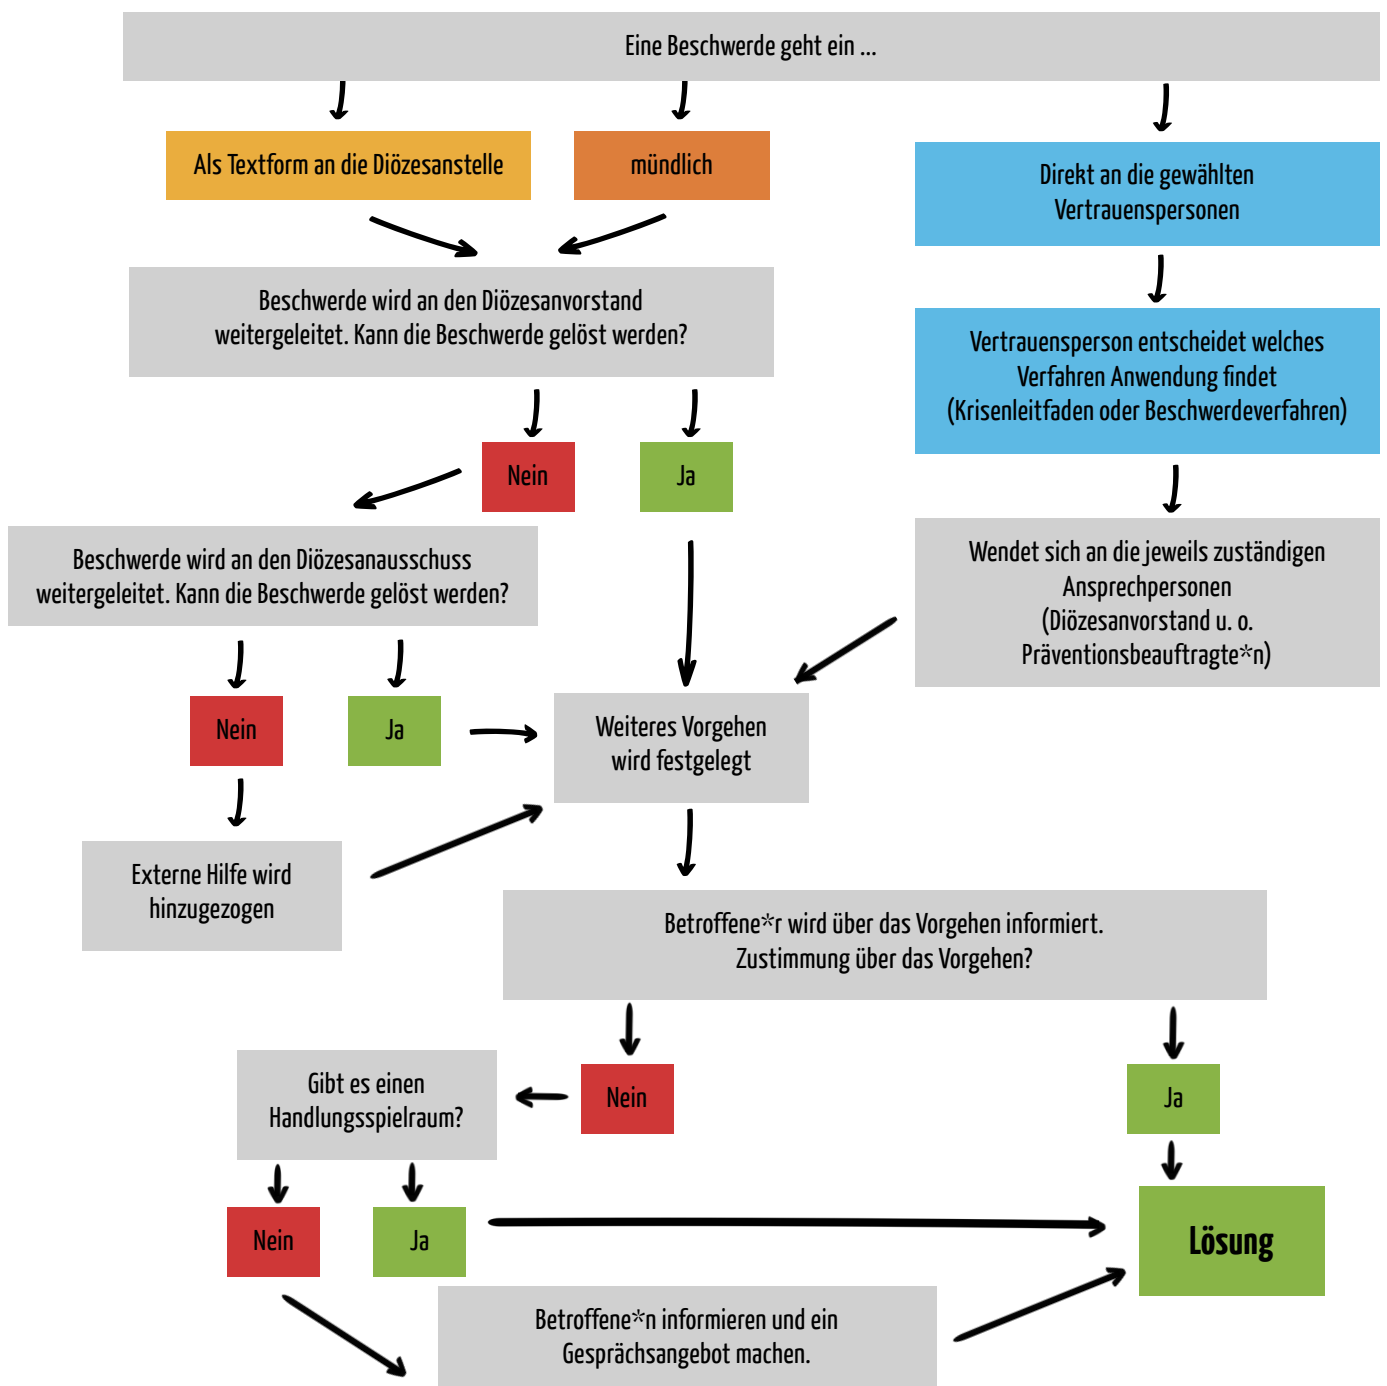 Eine Beschwerde geht ein ...
Als Textform an die Diözesanstelle
mündlich
Direkt an die gewählten
Vertrauenspersonen
Beschwerde wird an den Diözesanvorstand
weitergeleitet. Kann die Beschwerde gelöst werden?
Vertrauensperson entscheidet welches
Verfahren Anwendung findet
(Krisenleitfaden oder Beschwerdeverfahren)
Nein
Ja
Beschwerde wird an den Diözesanausschuss
weitergeleitet. Kann die Beschwerde gelöst werden?
Wendet sich an die jeweils zuständigen
Ansprechpersonen
(Diözesanvorstand u. o.
Präventionsbeauftragte*n)
Nein
Ja
Weiteres Vorgehen
wird festgelegt
Externe Hilfe wird
hinzugezogen
Betroffene*r wird über das Vorgehen informiert.
Zustimmung über das Vorgehen?
Gibt es einen
Handlungsspielraum?
Nein
Ja
Nein
Ja
Lösung
Betroffene*n informieren und ein
Gesprächsangebot machen.